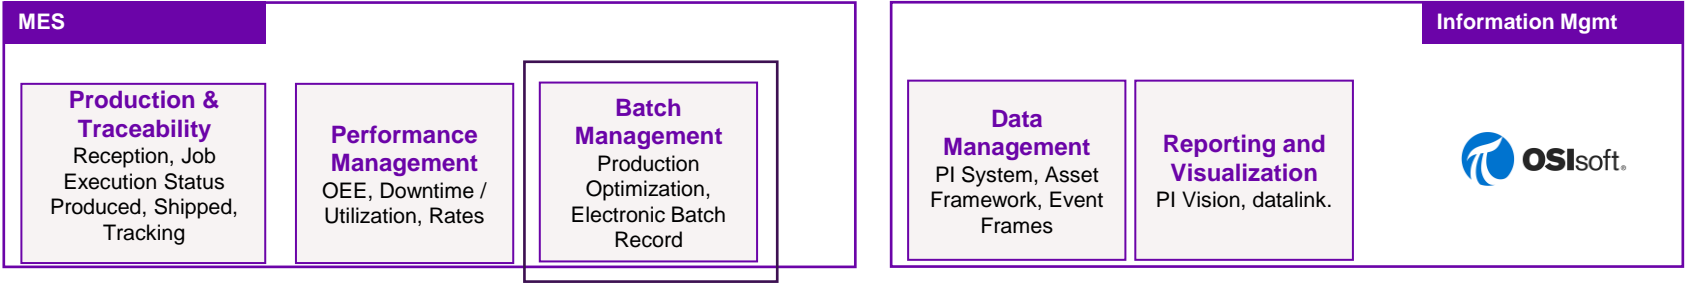 MES
Production &
Traceability
Reception, Job
Execution Status
Produced, Shipped,
Tracking
Performance
Management
OEE, Downtime /
Utilization, Rates
Batch
Management
Production
Optimization,
Electronic Batch
Record
Information Mgmt
Data
Management
PI System, Asset
Framework, Event
Frames
Reporting and
Visualization
PI Vision, datalink.
OSIsoft.